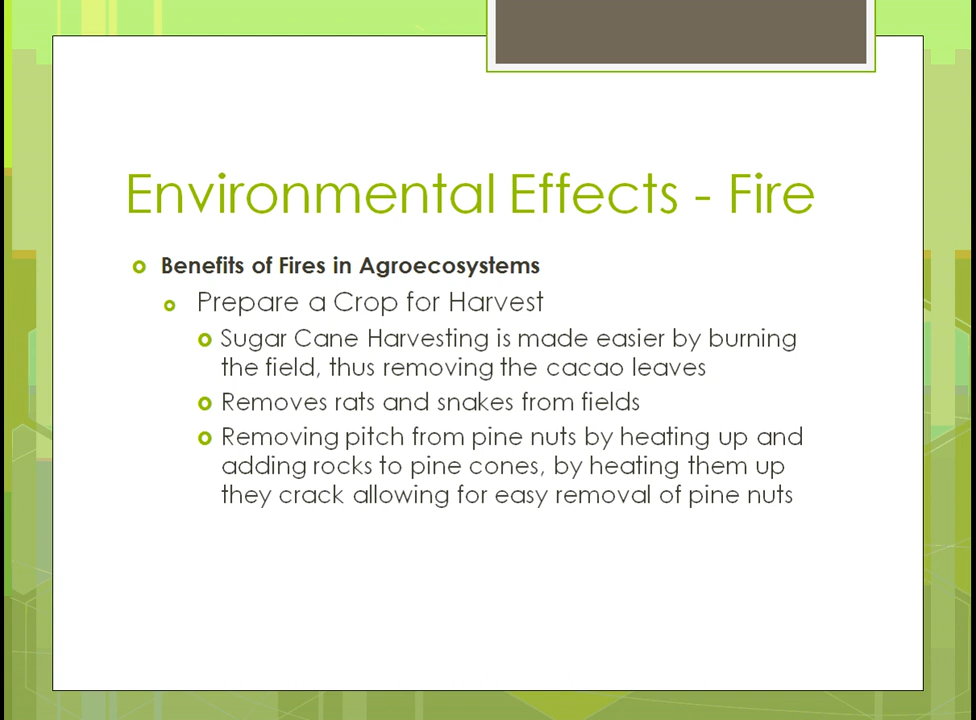 Environmental Effects - Fire
Benefits of Fires in Agroecosystems
Prepare a Crop for Harvest
Sugar Cane Harvesting is made easier by burning
the field, thus removing the cacao leaves
Removes rats and snakes from fields
Removing pitch from pine nuts by heating up and
adding rocks to pine cones, by heating them up
they crack allowing for easy removal of pine nuts